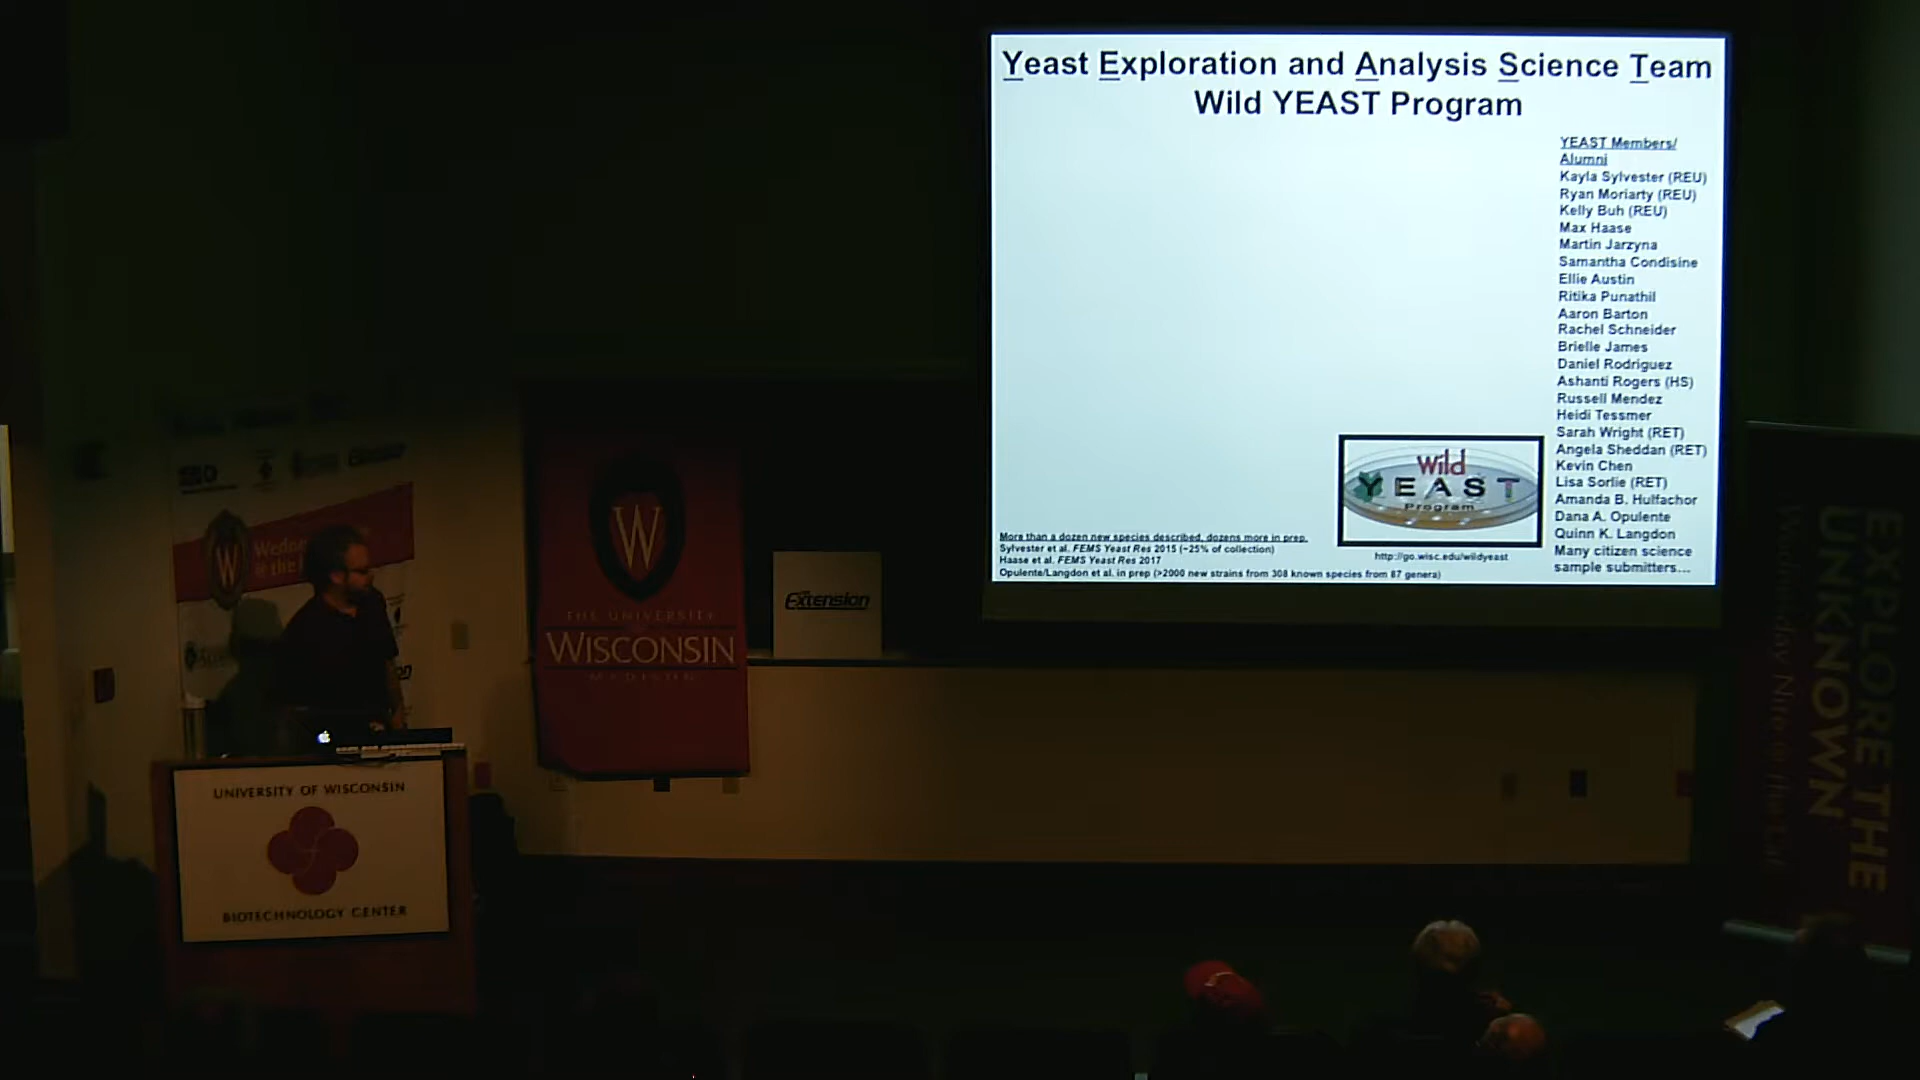 Yeast Exploration and Analysis Science Team
Wild YEAST Program
YEAST Members/
Alumni
Kayla Sylvester (REU)
Ryan Moriarty (REU)
Kelly Buh (REU)
Max Haase
Martin Jarzyna
Samantha Condisine
Ellie Austin
Ritika Punathil
Aaron Barton
Rachel Schneider
Brielle James
Daniel Rodriguez
Ashanti Rogers (HS)
Russell Mendez
Heidi Tessmer
Sarah Wright (RET)
Angela Sheddan (RET)
Kevin Chen
Lisa Sorlie (RET)
Amanda B. Hulfachor
Dana A. Opulente
Quinn K. Langdon
Many citizen science
sample submitters...
Wild
YEAST
Program
http://go.wisc.edu/wildyeast
More than a dozen new species described, dozens more in prep.
Sylvester et al. FEMS Yeast Res 2015 (~25% of collection)
Haase et al. FEMS Yeast Res 2017
Opulente/Langdon et al. in prep (>2000 new strains from 308 known species from 87 genera)
W
W
THE UNIVERSITY
WISCONSIN
MADISON
Extension
UNIVERSITY OF WISCONSIN
BIOTECHNOLOGY CENTER
EXPLORE THE
UNKNOWN
Wednesday Nite @ the Lab